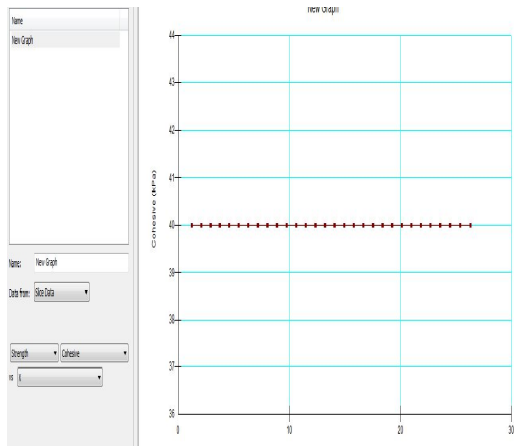 Name
New Graph
Name: New Graph
Data from: Slice Data
Strength Cohesive
vs X
New Graph
Cohesive (kPa)
44
43
42
41
40
39
38
37
36
0 10 20 30